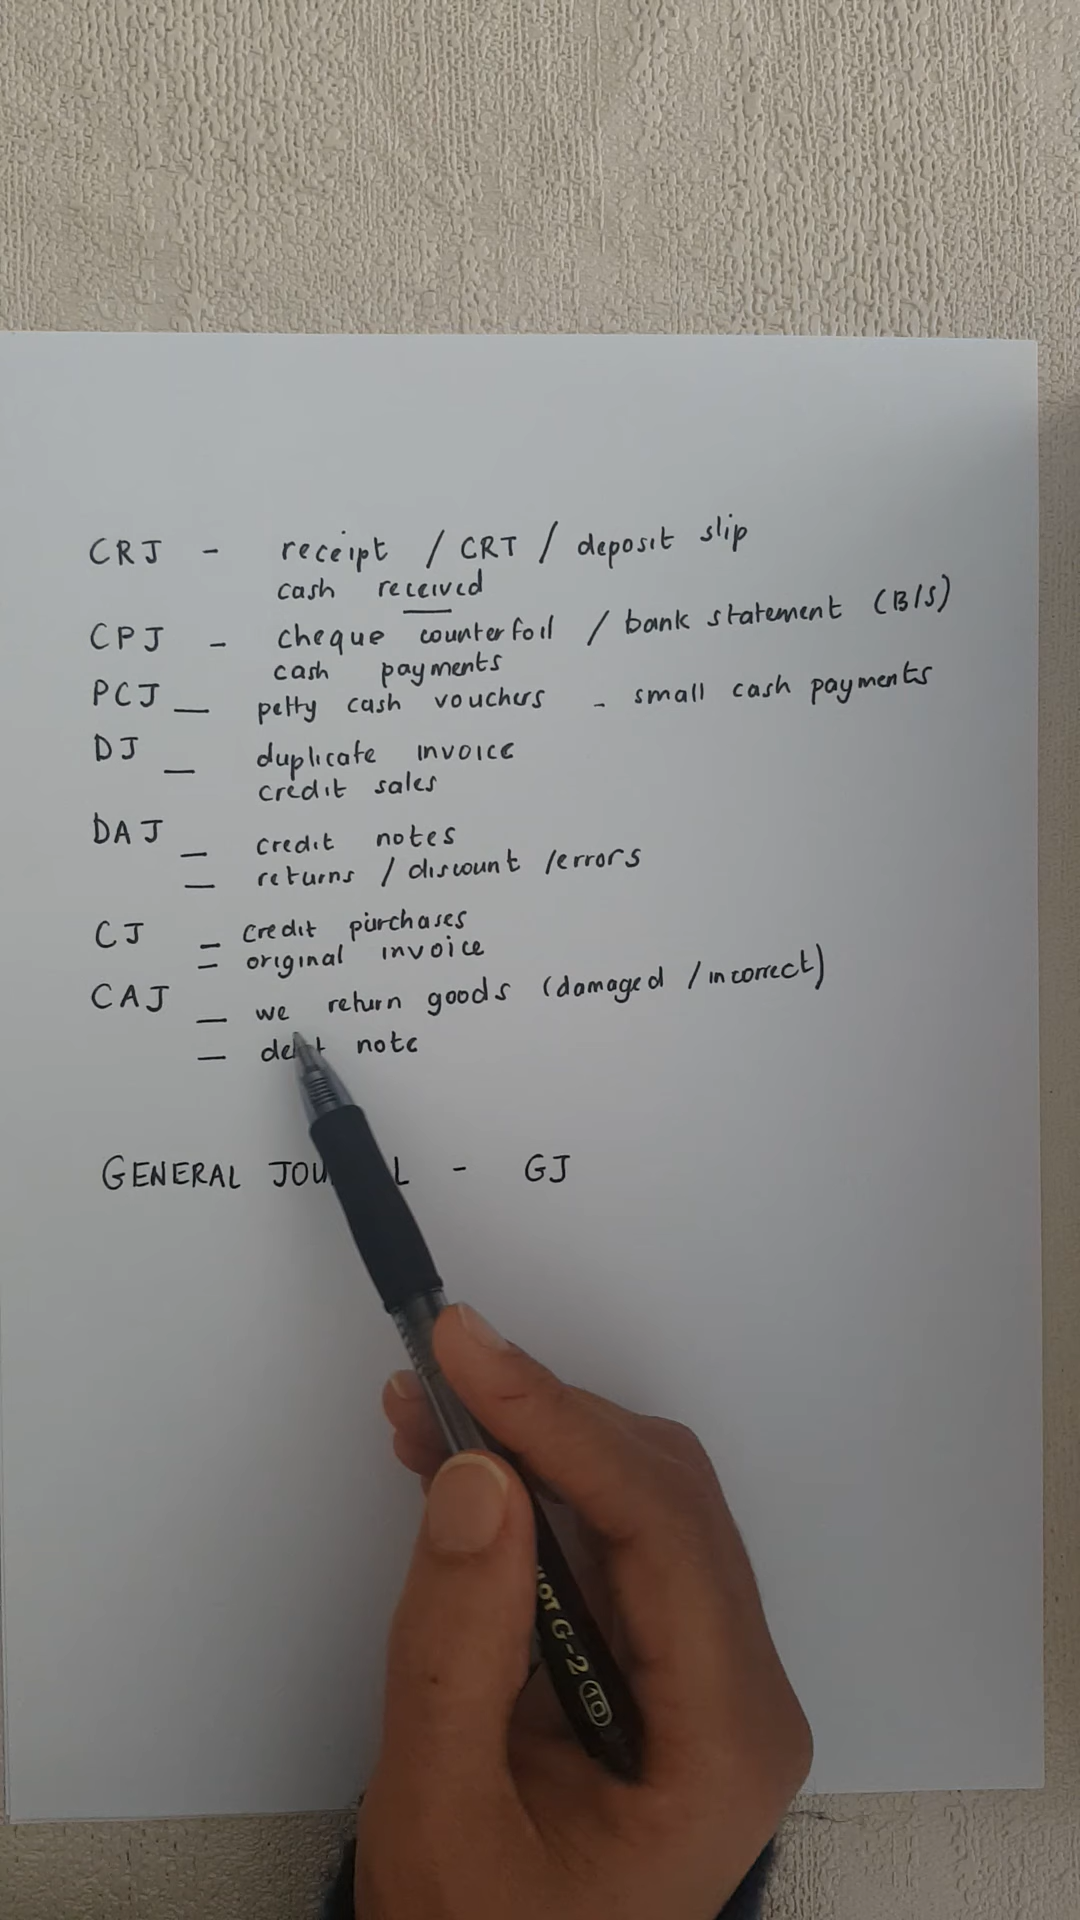 CRJ - receipt / CRT / deposit slip
cash received
CPJ - cheque counterfoil / bank statement (B/S)
cash payments
PCJ - petty cash vouchers - small cash payments
DJ - duplicate invoice
credit sales
DAJ - credit notes
- returns / discount / errors
CJ - credit purchases
- original invoice
CAJ - we return goods (damaged / incorrect)
- note
GENERAL - GJ
G-2 10